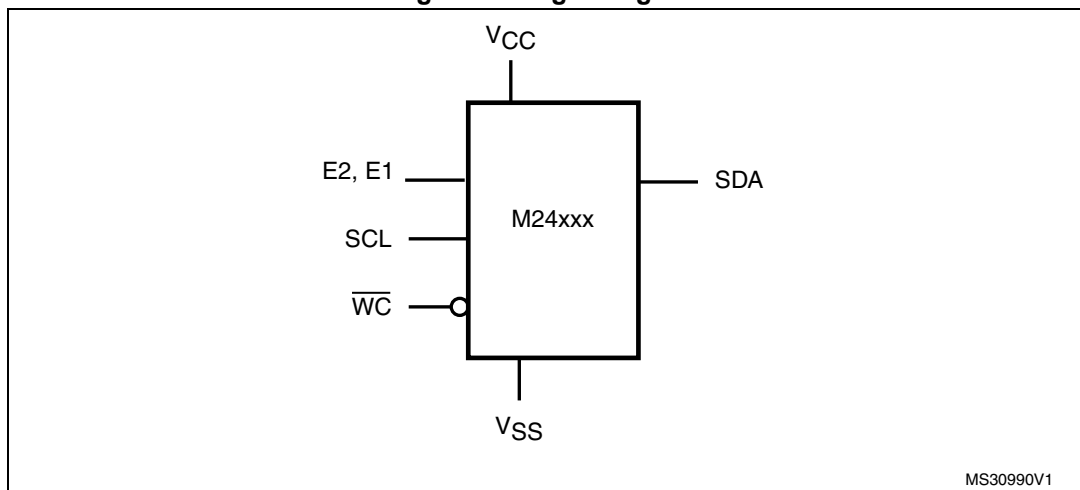 VCC
E2, E1
SDA
M24xxx
SCL
WC
VSS
MS30990V1